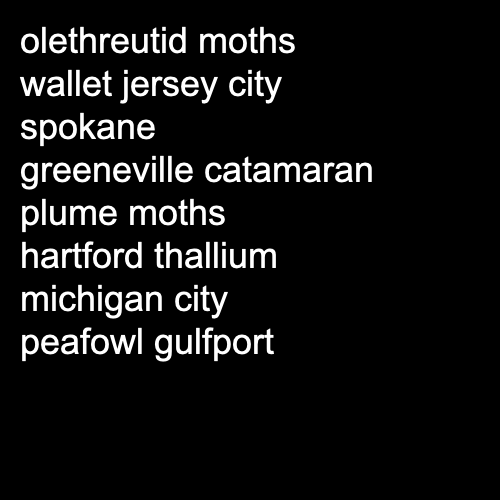 olethreutid moths
wallet jersey city
spokane
greeneville catamaran
plume moths
hartford thallium
michigan city
peafowl gulfport